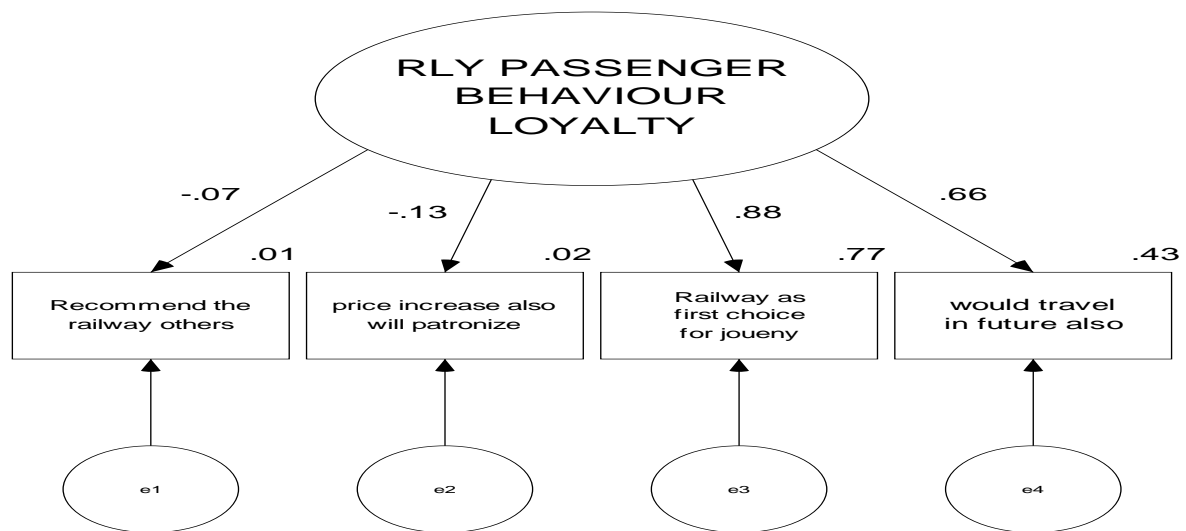 RLY PASSENGER
BEHAVIOUR
LOYALTY
-.07
-.13
.88
.66
.01
.02
.77
.43
Recommend the
railway others
price increase also
will patronize
Railway as
first choice
for joueny
would travel
in future also
e1
e2
e3
e4